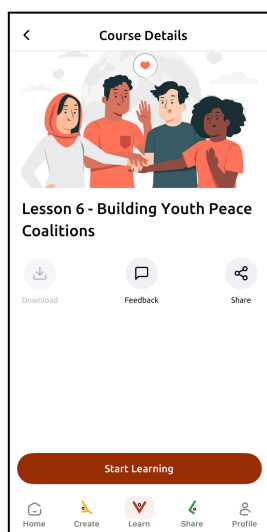 Course Details
Lesson 6 - Building Youth Peace
Coalitions
Download
Feedback
Share
Start Learning
Home
Create
Learn
Share
Profile